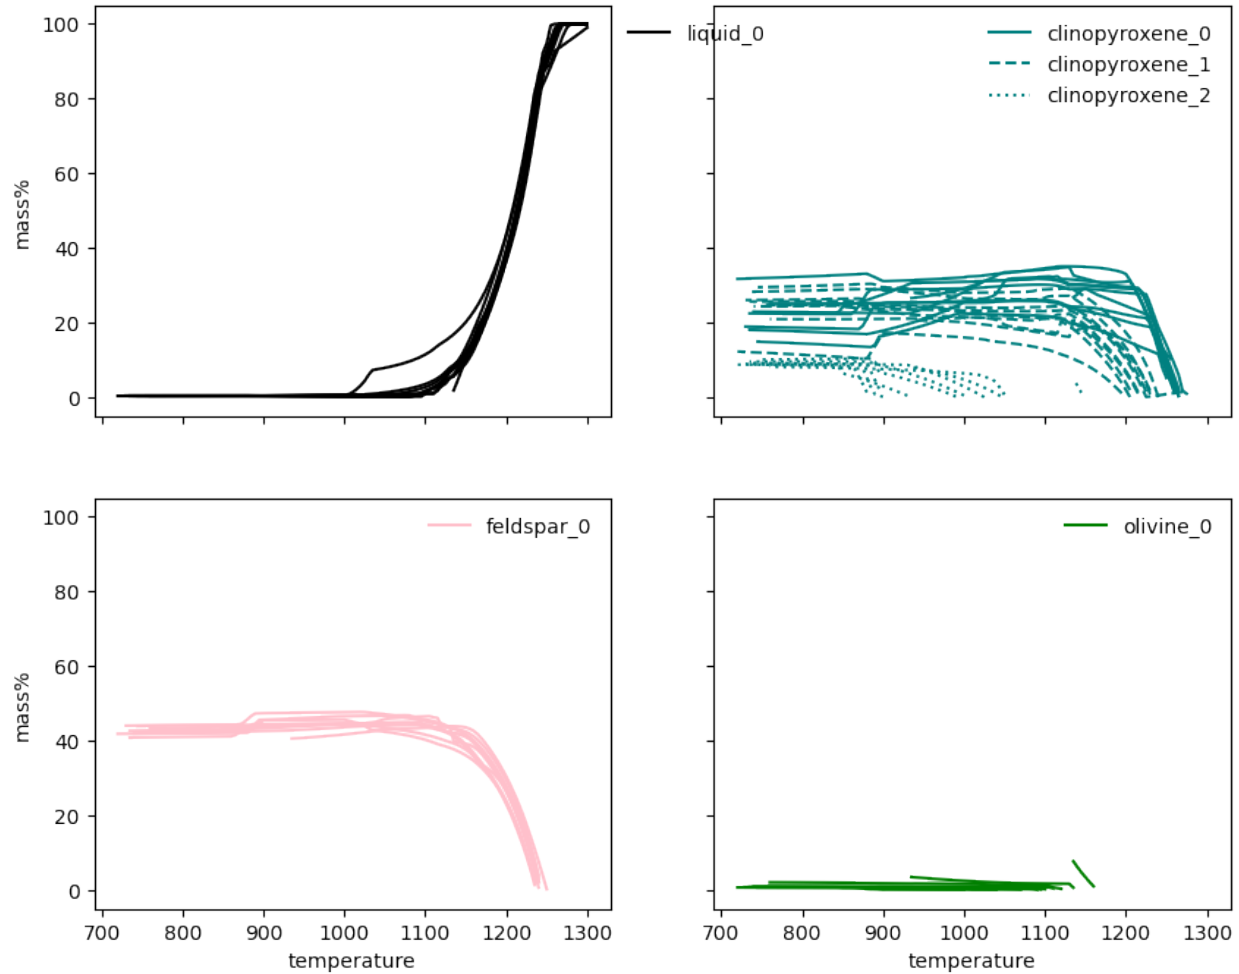 100
80
60
40
20
0
mass%
liquid_0
clinopyroxene_0
clinopyroxene_1
clinopyroxene_2
100
80
60
40
20
0
mass%
feldspar_0
olivine_0
700 800 900 1000 1100 1200 1300
temperature
700 800 900 1000 1100 1200 1300
temperature